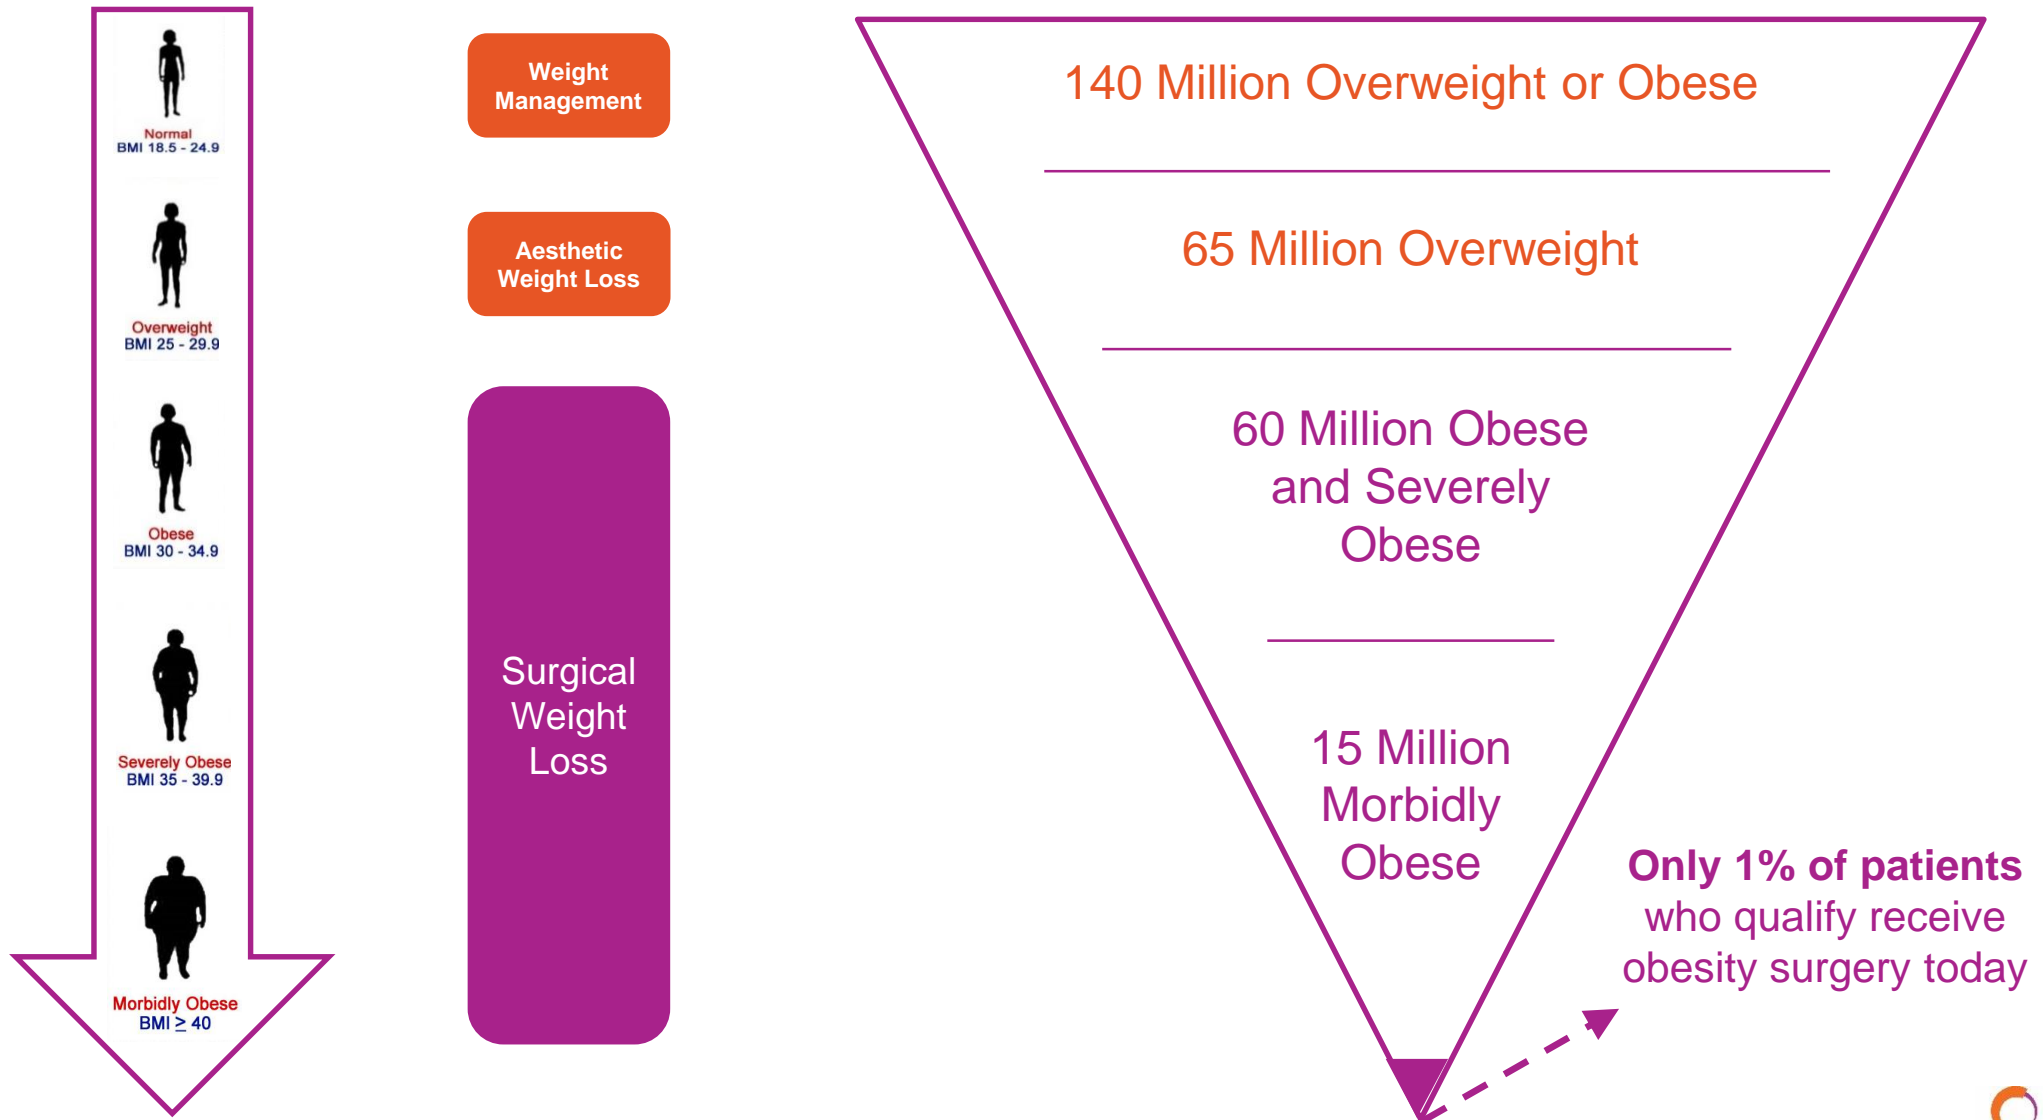 Normal
BMI 18.5 - 24.9
Overweight
BMI 25 - 29.9
Obese
BMI 30 - 34.9
Severely Obese
BMI 35 - 39.9
Morbidly Obese
BMI ≥ 40
Weight
Management
Aesthetic
Weight Loss
Surgical
Weight
Loss
140 Million Overweight or Obese
65 Million Overweight
60 Million Obese
and Severely
Obese
15 Million
Morbidly
Obese
Only 1% of patients
who qualify receive
obesity surgery today